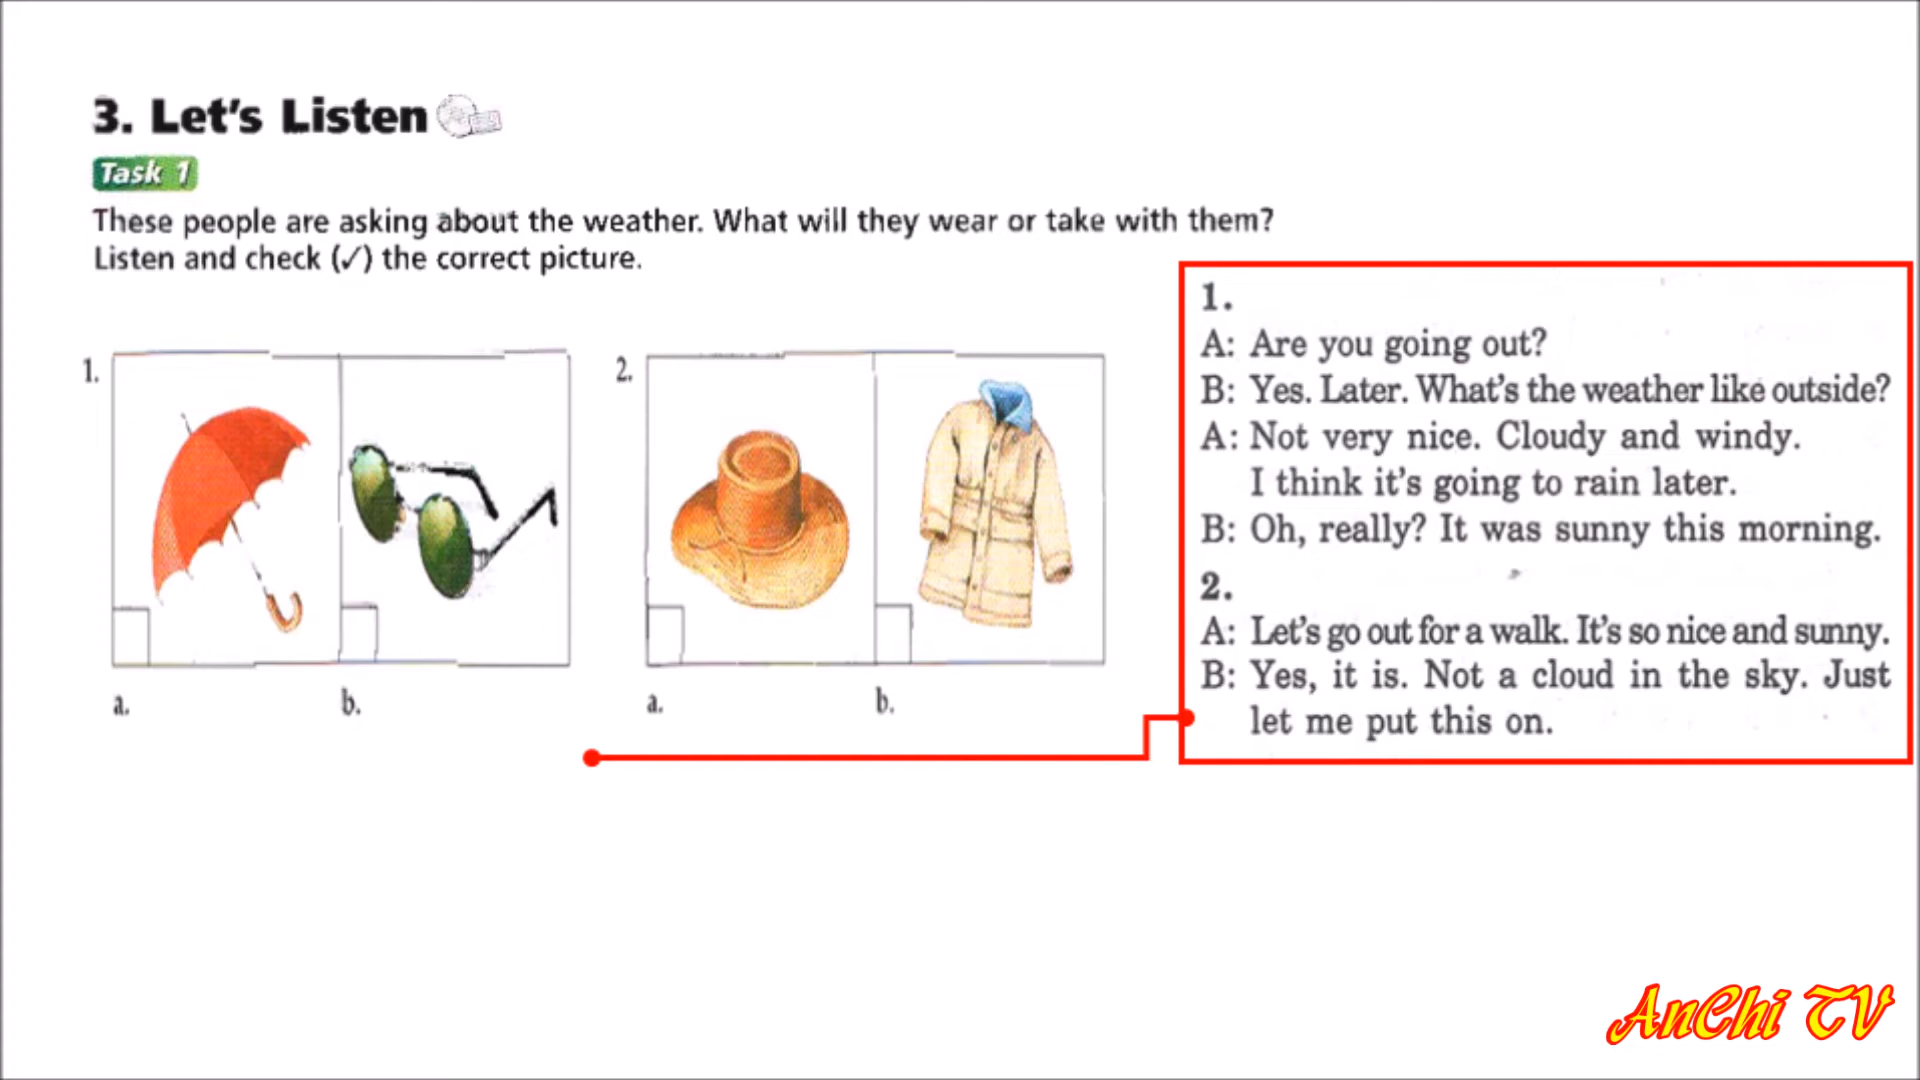 3. Let's Listen
Task 1
These people are asking about the weather. What will they wear or take with them?
Listen and check (✓) the correct picture.
1.
a.
b.
2.
a.
b.
1.
A: Are you going out?
B: Yes. Later. What's the weather like outside?
A: Not very nice. Cloudy and windy.
I think it's going to rain later.
B: Oh, really? It was sunny this morning.
2.
A: Let's go out for a walk. It's so nice and sunny.
B: Yes, it is. Not a cloud in the sky. Just
let me put this on.
AnChi TV